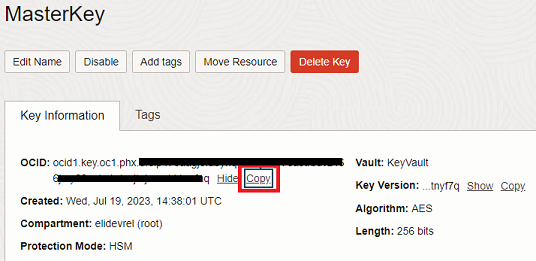 MasterKey
Edit Name Disable Add tags Move Resource Delete Key
Key Information Tags
OCID: ocid1.key.oc1.phx.
Hide Copy
Created: Wed, Jul 19, 2023, 14:38:01 UTC
Compartment: elidevrel (root)
Protection Mode: HSM
Vault: KeyVault
Key Version: ...tnyf7q Show Copy
Algorithm: AES
Length: 256 bits